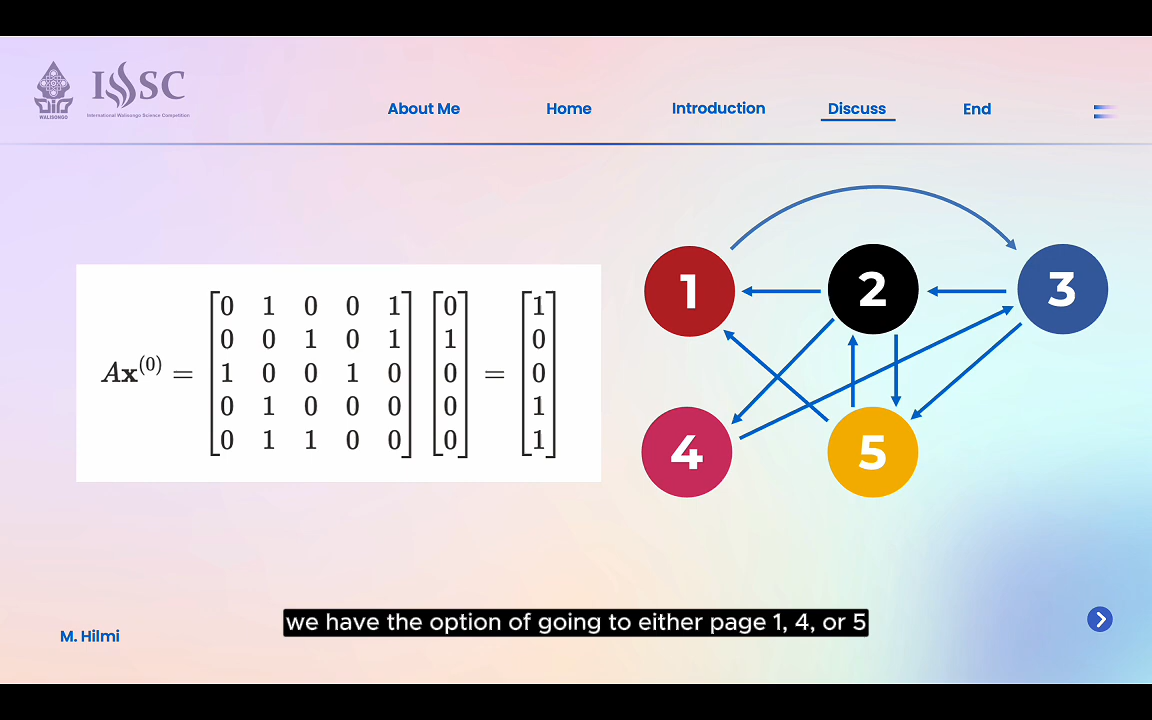 WALISONGO
ISSC
International Walisongo Science Competition
About Me
Home
Introduction
Discuss
End
Ax^(0) = [0 1 0 0 1] [0] = [1]
[0 0 1 0 1] [1] [0]
[1 0 0 1 0] [0] [0]
[0 1 0 0 0] [0] [1]
[0 1 1 0 0] [0] [1]
1
2
3
4
5
we have the option of going to either page 1, 4, or 5
M. Hilmi